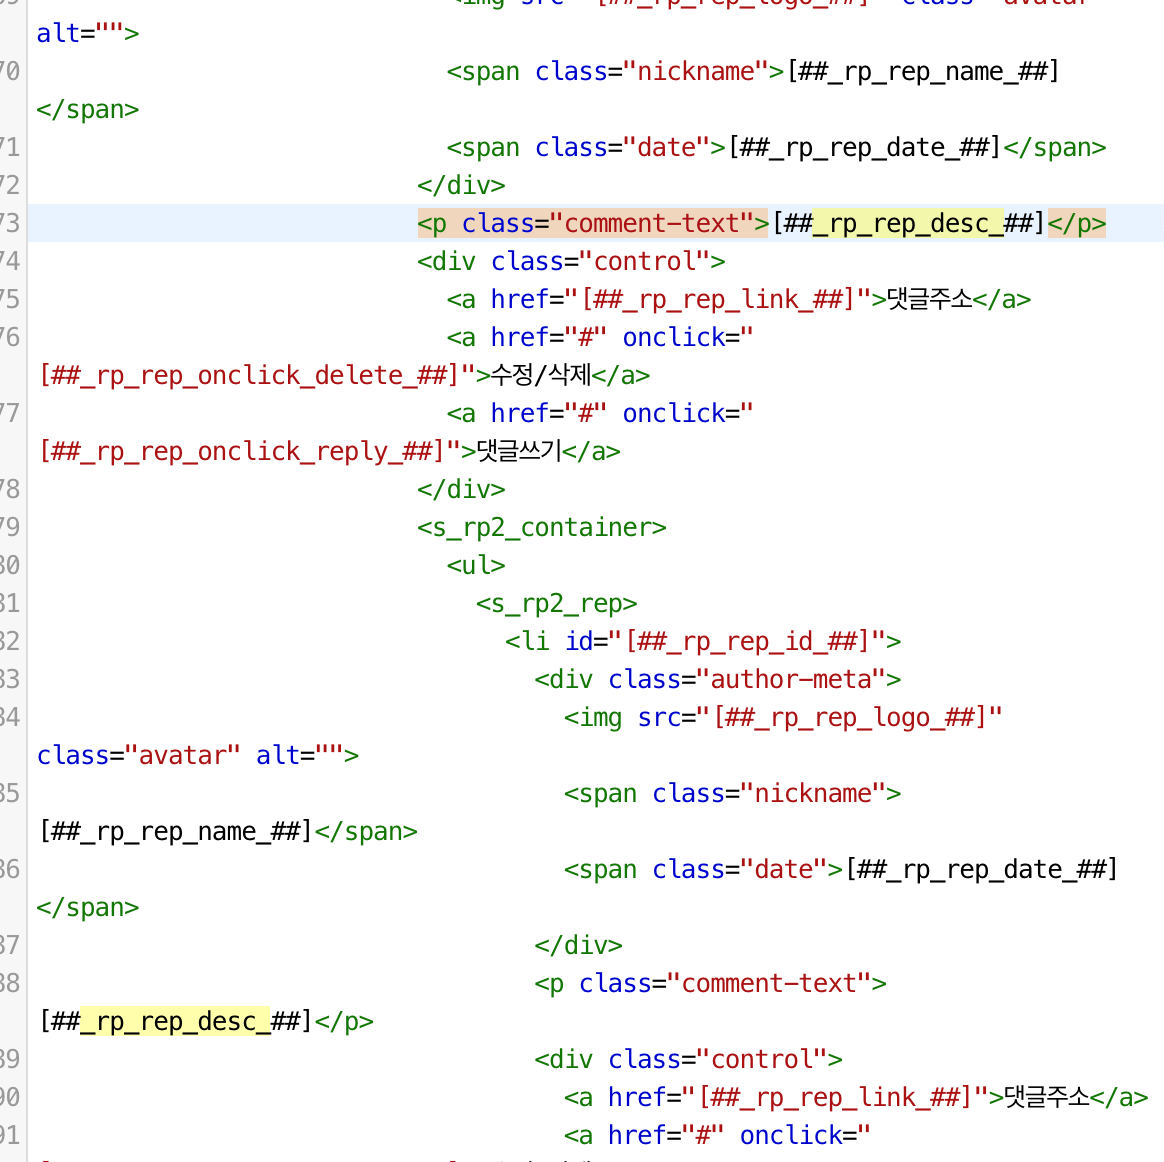 alt="">
70 <span class="nickname">[##_rp_rep_name_##]
</span>
71 <span class="date">[##_rp_rep_date_##]</span>
72 </div>
73 <p class="comment-text">[##_rp_rep_desc_##]</p>
74 <div class="control">
75 <a href="[##_rp_rep_link_##]">댓글주소</a>
76 <a href="#" onclick="
[##_rp_rep_onclick_delete_##]">수정/삭제</a>
77 <a href="#" onclick="
[##_rp_rep_onclick_reply_##]">댓글쓰기</a>
78 </div>
79 <s_rp2_container>
80 <ul>
81 <s_rp2_rep>
82 <li id="[##_rp_rep_id_##]">
83 <div class="author-meta">
84 <img src="[##_rp_rep_logo_##]"
class="avatar" alt="">
85 <span class="nickname">
[##_rp_rep_name_##]</span>
86 <span class="date">[##_rp_rep_date_##]
</span>
87 </div>
88 <p class="comment-text">
[##_rp_rep_desc_##]</p>
89 <div class="control">
90 <a href="[##_rp_rep_link_##]">댓글주소</a>
91 <a href="#" onclick="